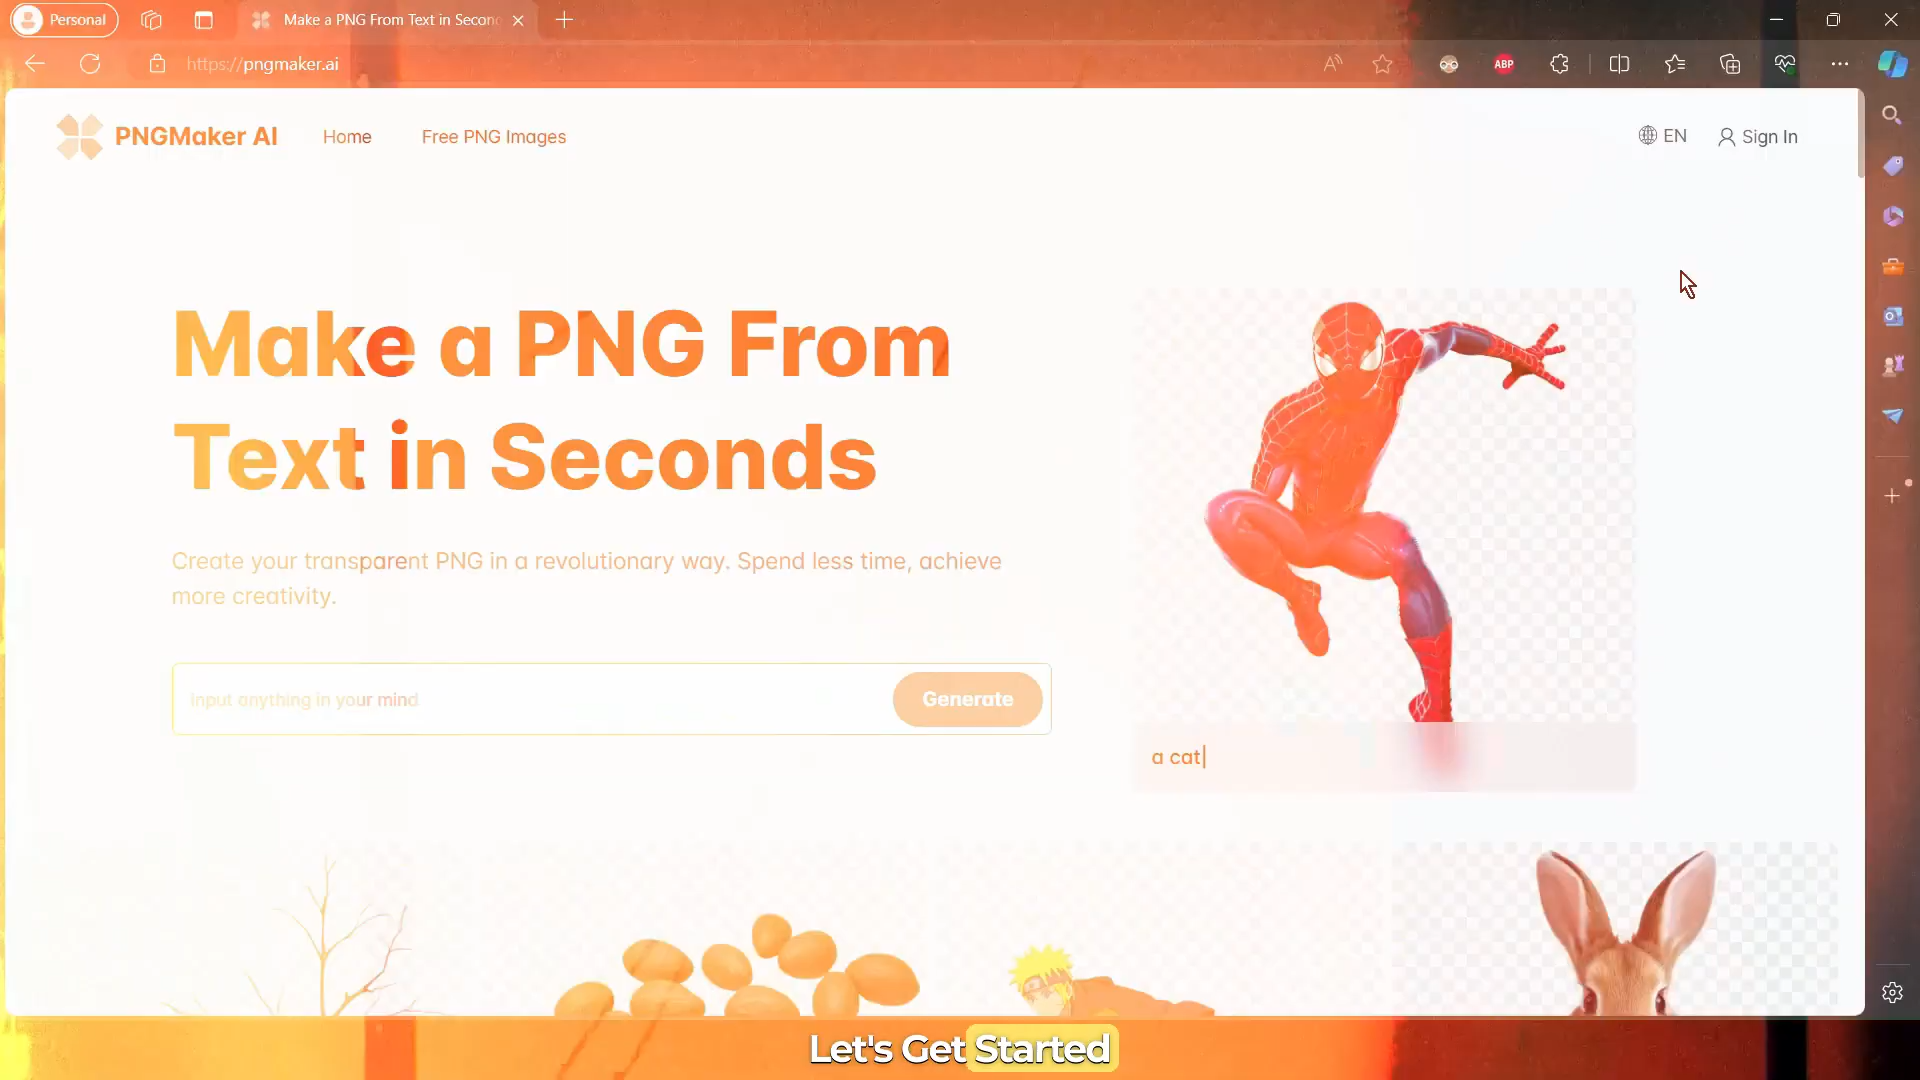 Personal
Make a PNG From Text in Secon
https://pngmaker.ai
ABP
PNGMaker AI
Home
Free PNG Images
EN
Sign In
Make a PNG From
Text in Seconds
Create your transparent PNG in a revolutionary way. Spend less time, achieve
more creativity.
Input anything in your mind
Generate
a cat
Let's Get Started